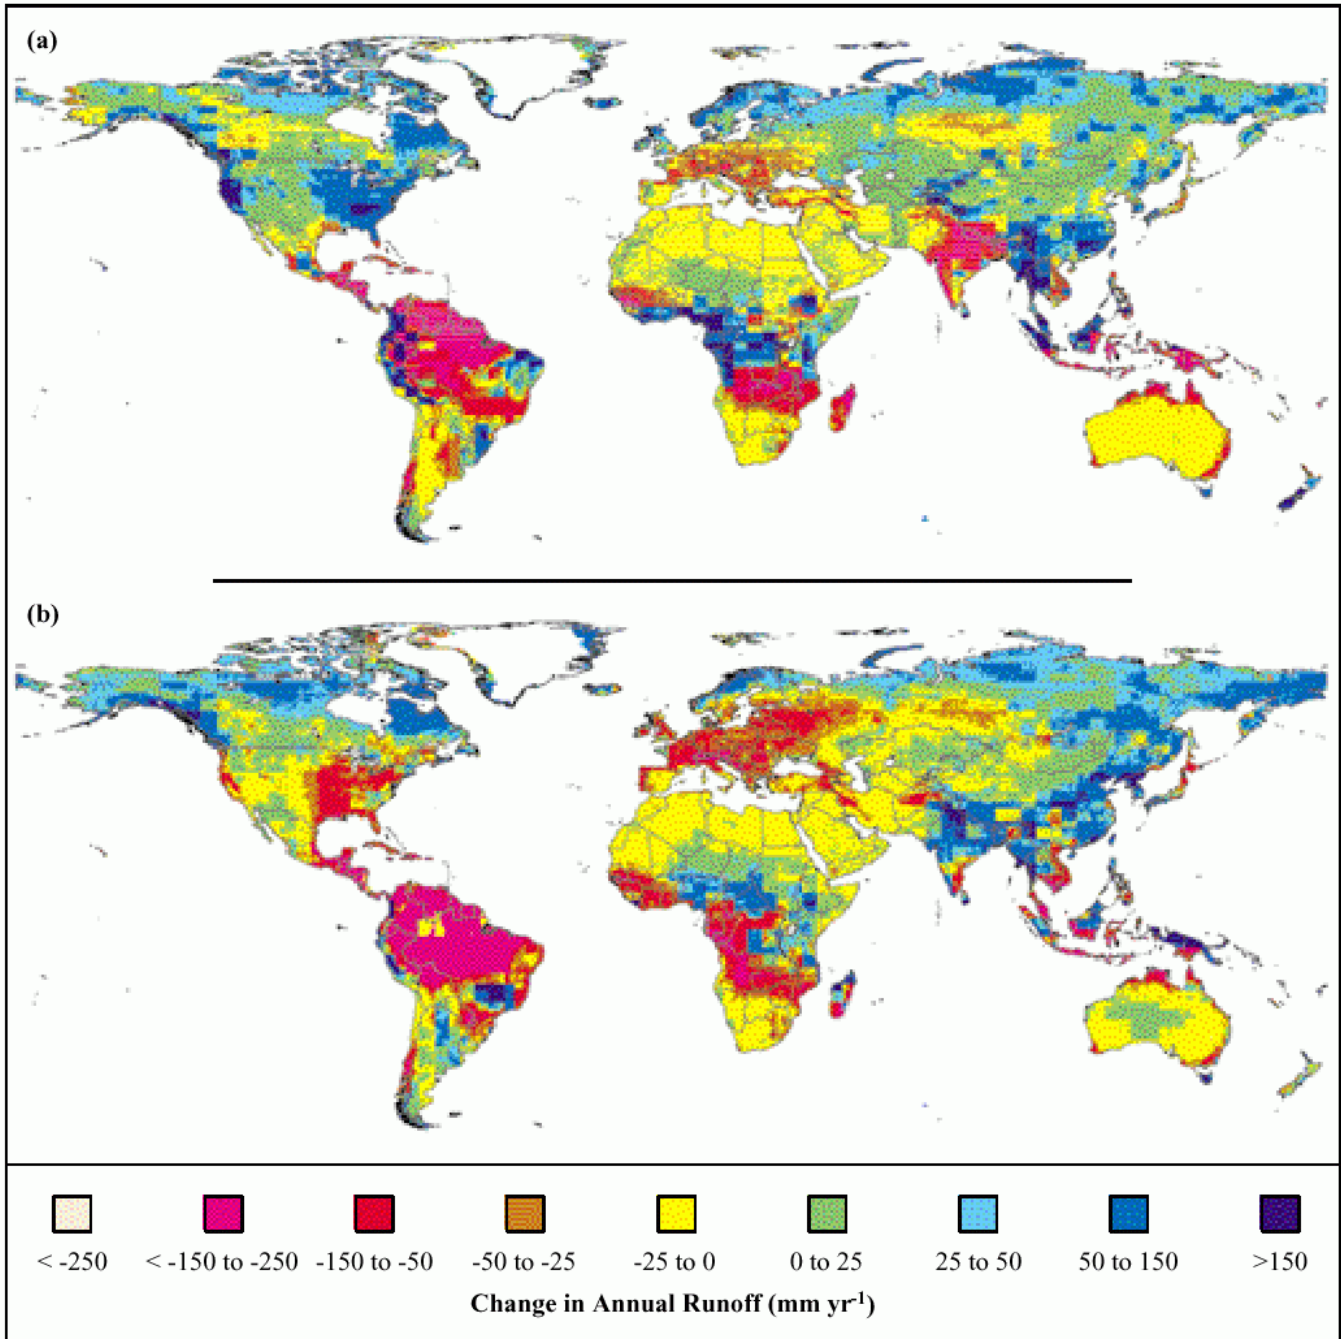 (a)
(b)
< -250
< -150 to -250
-150 to -50
-50 to -25
-25 to 0
0 to 25
25 to 50
50 to 150
>150
Change in Annual Runoff (mm yr-1)